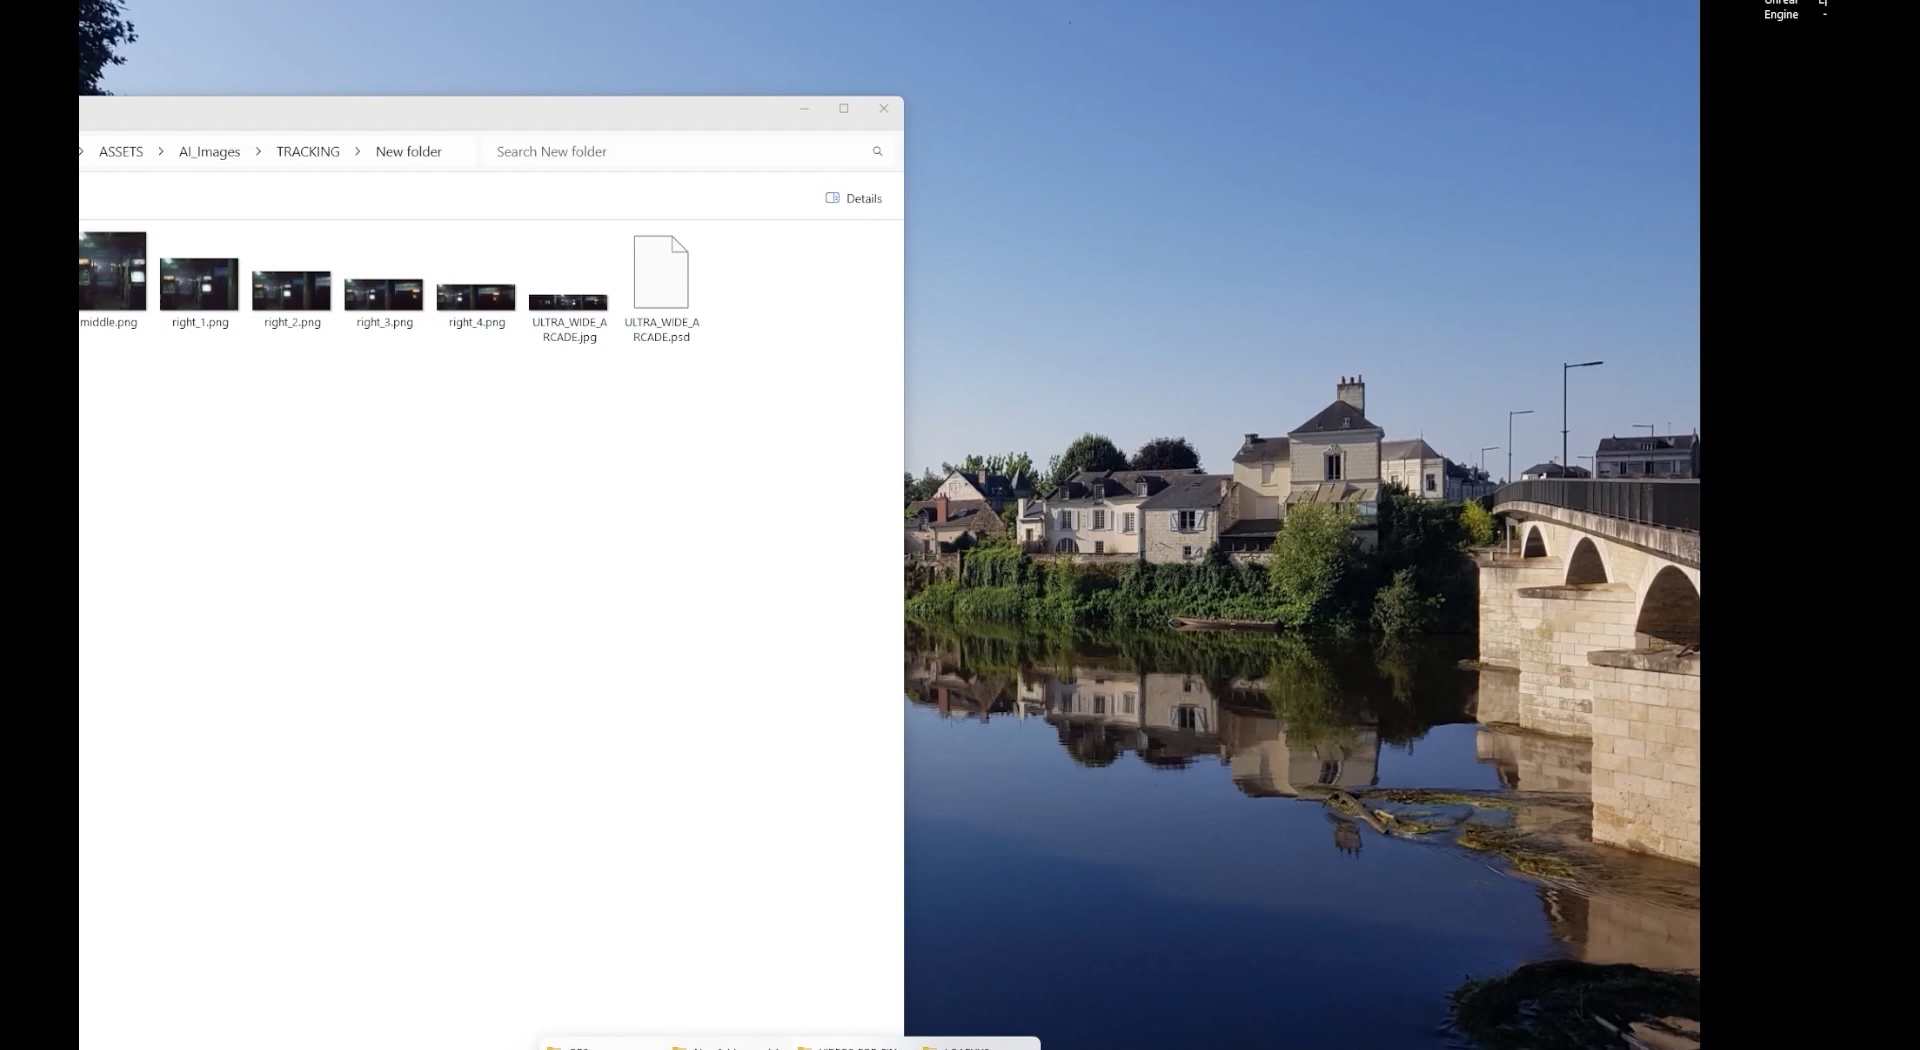 Engine -
ASSETS > AI_Images > TRACKING > New folder
Search New folder
Details
middle.png
right_1.png
right_2.png
right_3.png
right_4.png
ULTRA_WIDE_A
RCADE.jpg
ULTRA_WIDE_A
RCADE.psd